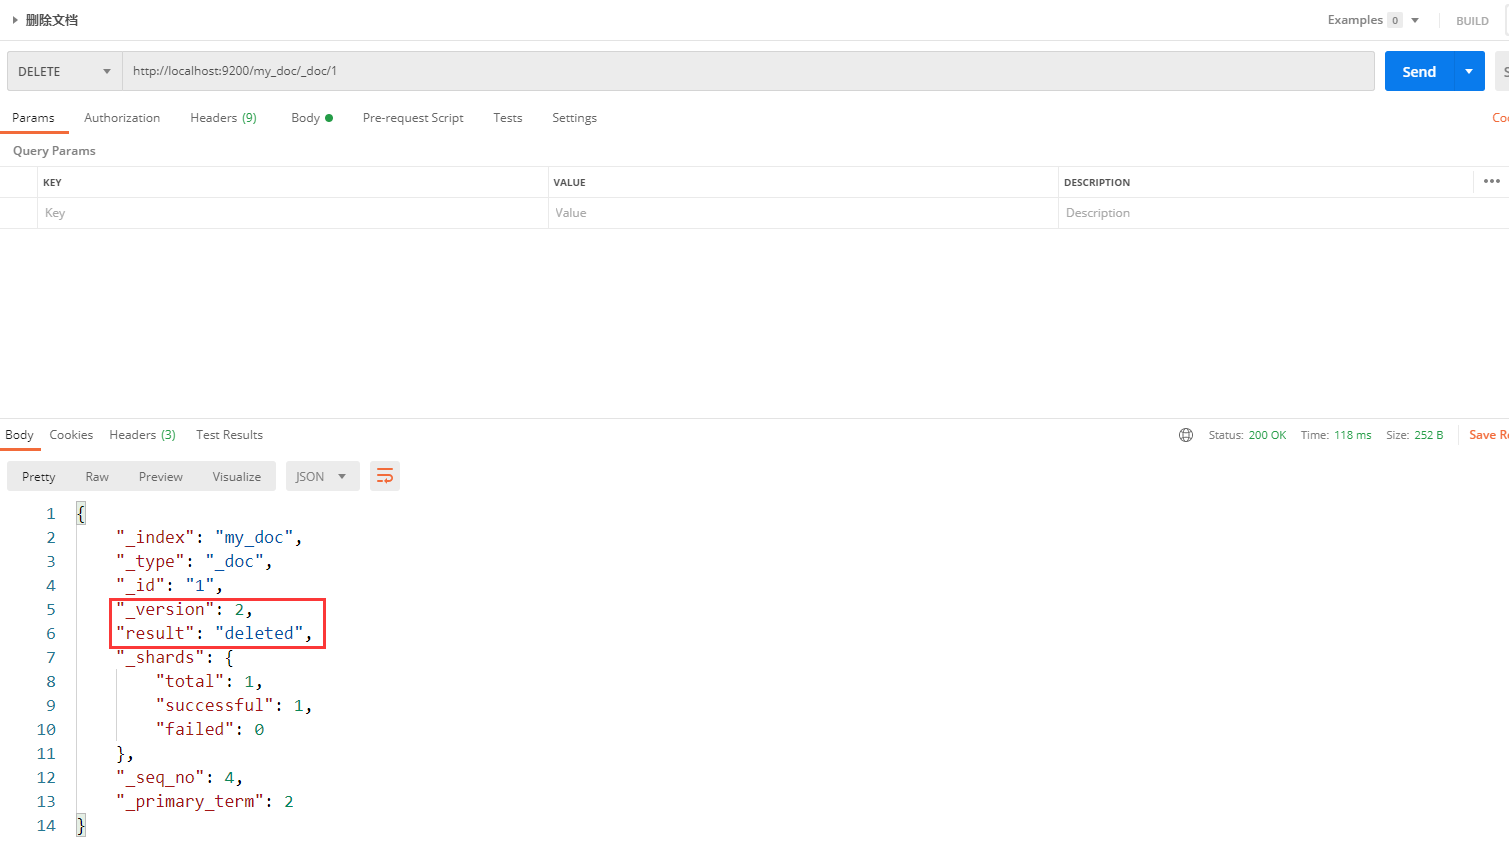 删除文档 Examples 0 BUILD
DELETE http://localhost:9200/my_doc/_doc/1 Send
Params Authorization Headers (9) Body Pre-request Script Tests Settings
Query Params
KEY VALUE DESCRIPTION
Key Value Description
Body Cookies Headers (3) Test Results Status: 200 OK Time: 118 ms Size: 252 B Save
Pretty Raw Preview Visualize JSON
1 {
2 "_index": "my_doc",
3 "_type": "_doc",
4 "_id": "1",
5 "_version": 2,
6 "result": "deleted",
7 "_shards": {
8 "total": 1,
9 "successful": 1,
10 "failed": 0
11 },
12 "_seq_no": 4,
13 "_primary_term": 2
14 }